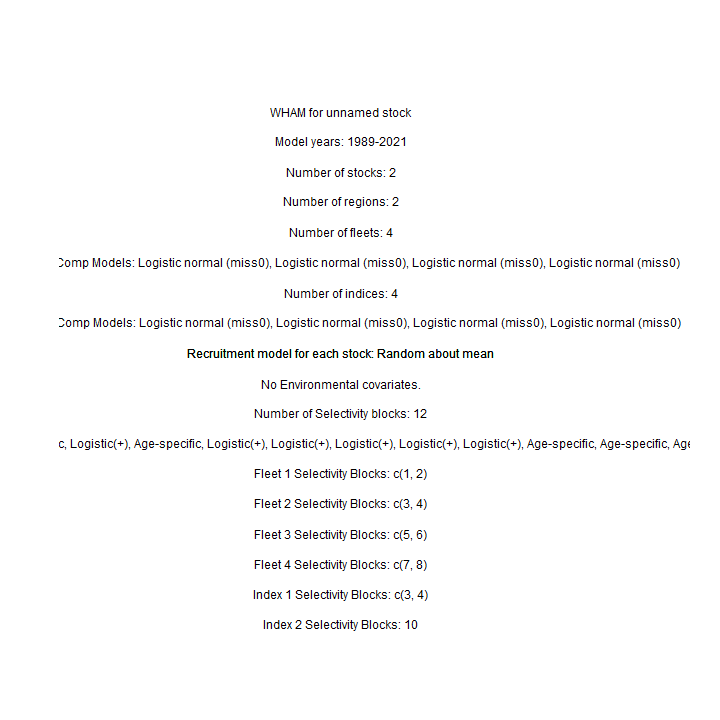 WHAM for unnamed stock
Model years: 1989-2021
Number of stocks: 2
Number of regions: 2
Number of fleets: 4
Comp Models: Logistic normal (miss0), Logistic normal (miss0), Logistic normal (miss0), Logistic normal (miss0)
Number of indices: 4
Comp Models: Logistic normal (miss0), Logistic normal (miss0), Logistic normal (miss0), Logistic normal (miss0)
Recruitment model for each stock: Random about mean
No Environmental covariates.
Number of Selectivity blocks: 12
c, Logistic(+), Age-specific, Logistic(+), Logistic(+), Logistic(+), Logistic(+), Logistic(+), Age-specific, Age-specific, Age
Fleet 1 Selectivity Blocks: c(1, 2)
Fleet 2 Selectivity Blocks: c(3, 4)
Fleet 3 Selectivity Blocks: c(5, 6)
Fleet 4 Selectivity Blocks: c(7, 8)
Index 1 Selectivity Blocks: c(3, 4)
Index 2 Selectivity Blocks: 10